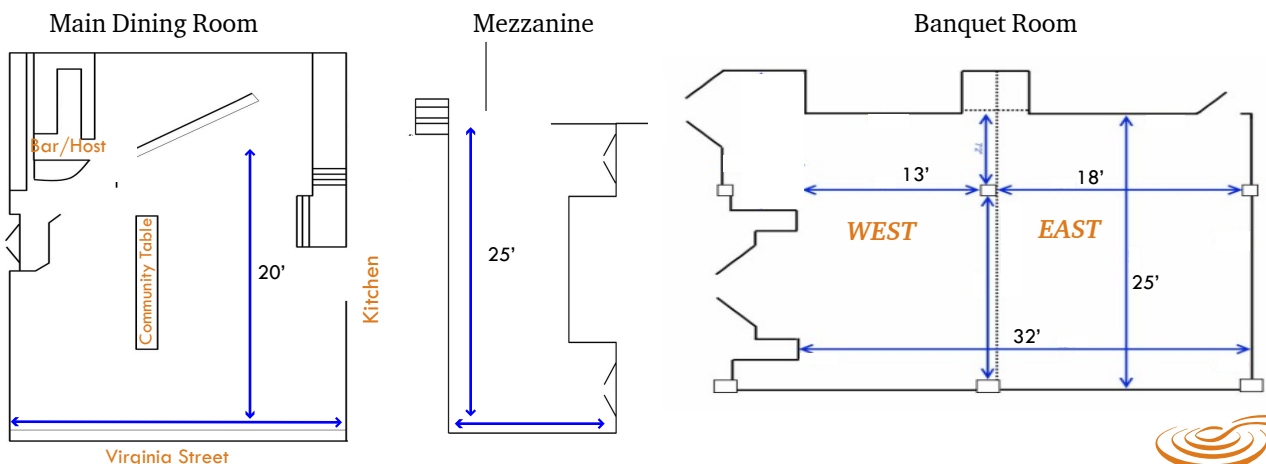 Main Dining Room
Mezzanine
Banquet Room
Bar/Host
Community Table
20'
Kitchen
Virginia Street
25'
13'
18'
WEST
EAST
25'
32'